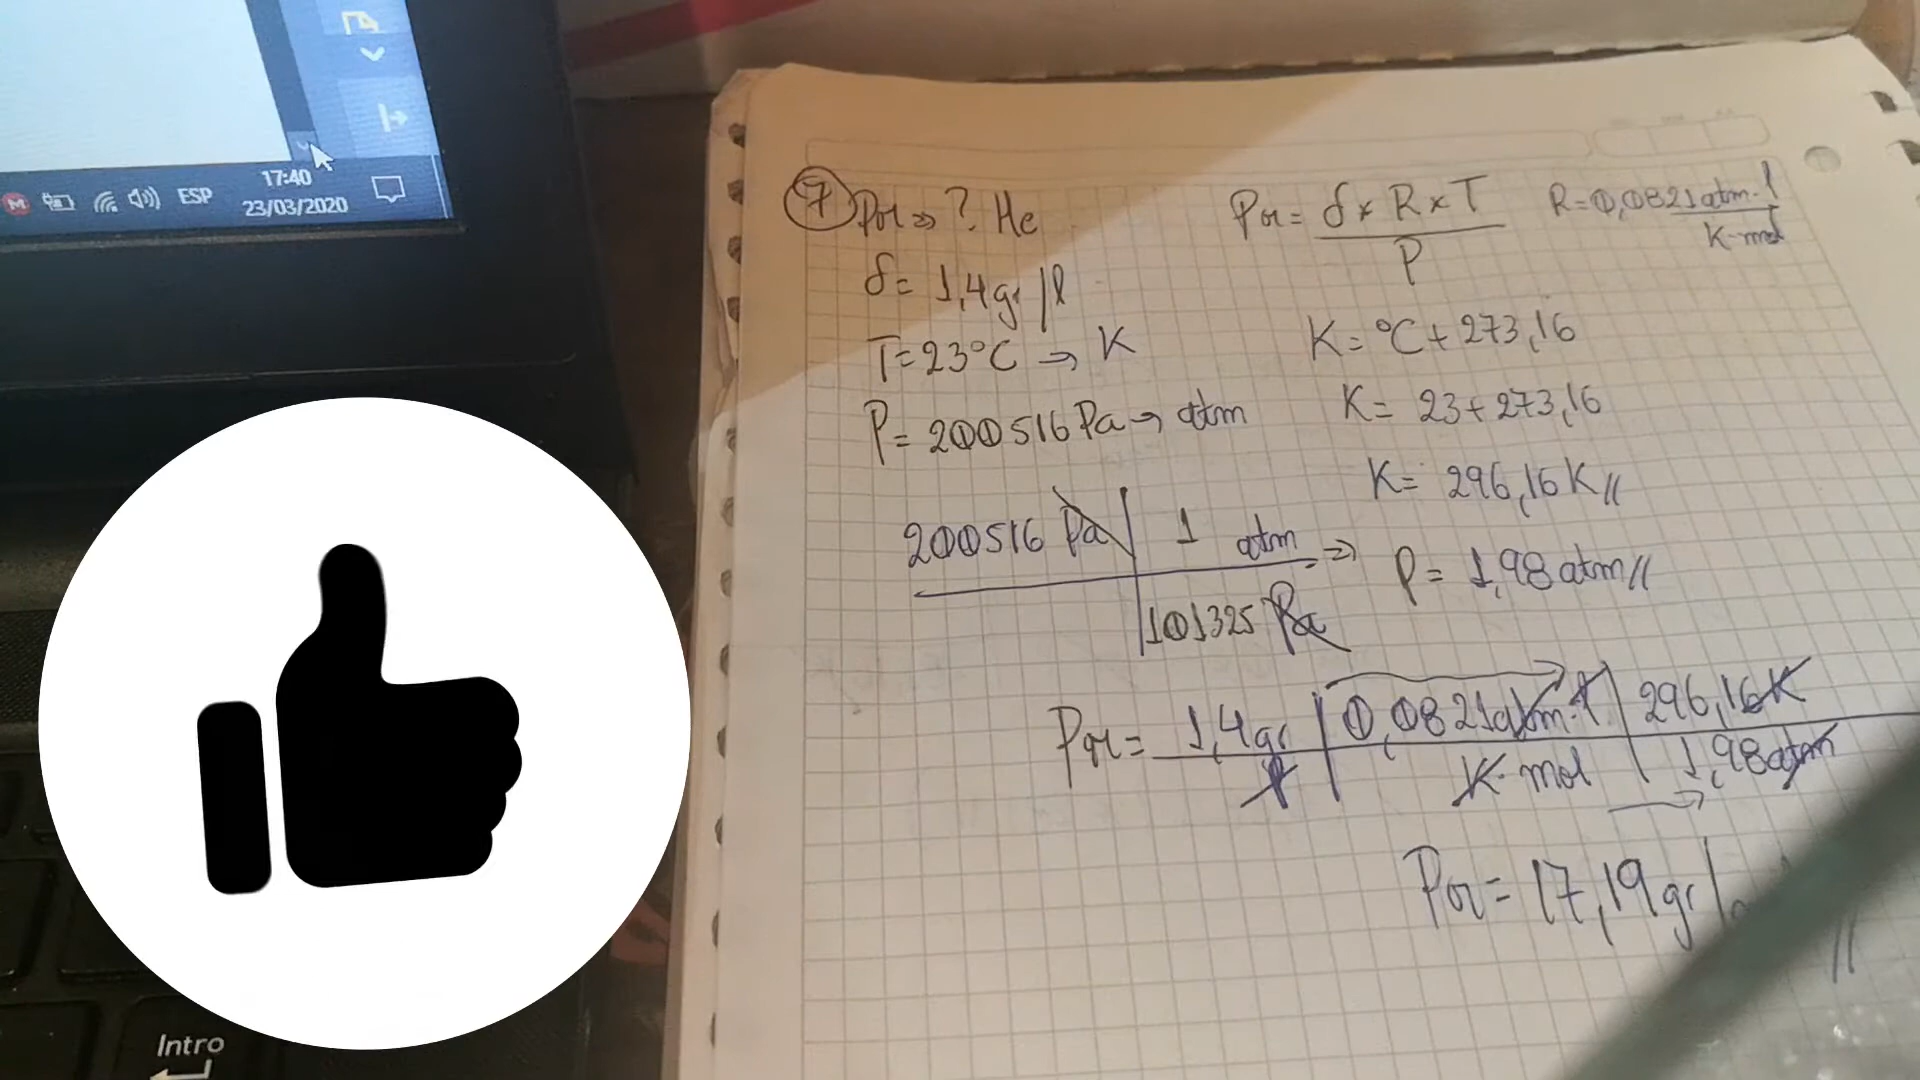 17:40
ESP
23/03/2020
Intro
7 Pm => ? He
δ = 1,4 gr/l
T = 23°C → K
P = 200516 Pa → atm
Pm = δ x R x T / P
R = 0,0821 atm.l / K-mol
K = °C + 273,16
K = 23 + 273,16
K = 296,16 K //
200516 Pa | 1 atm =>
101325 Pa
P = 1,98 atm //
Pm = 1,4 gr | 0,0821 atm.l | 296,16 K
l | K- mol | 1,98 atm
Pm = 17,19 gr/ //